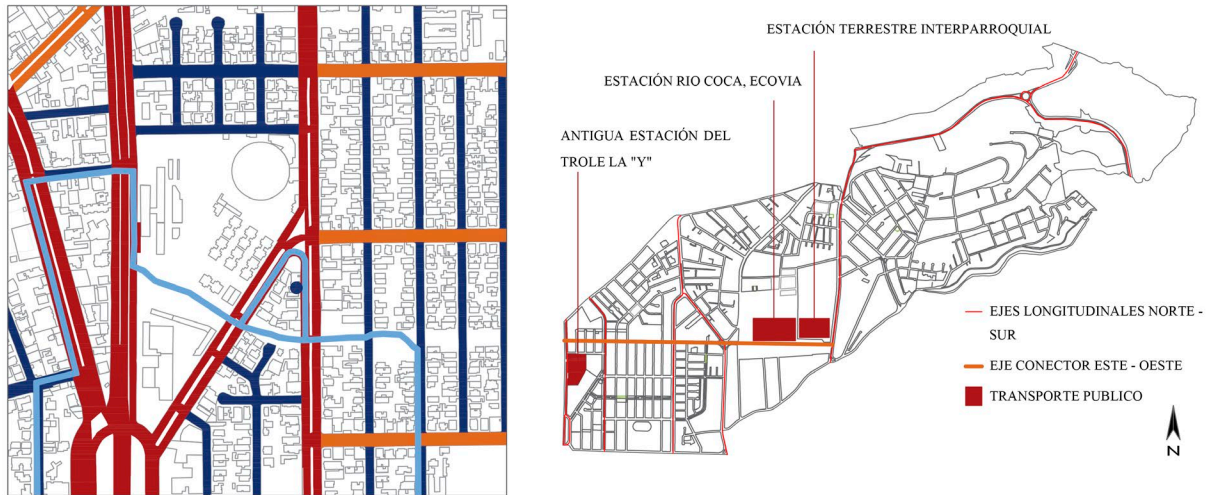 ESTACIÓN TERRESTRE INTERPARROQUIAL
ESTACIÓN RIO COCA, ECOVIA
ANTIGUA ESTACIÓN DEL
TROLE LA "Y"
EJES LONGITUDINALES NORTE -
SUR
EJE CONECTOR ESTE - OESTE
TRANSPORTE PUBLICO
N